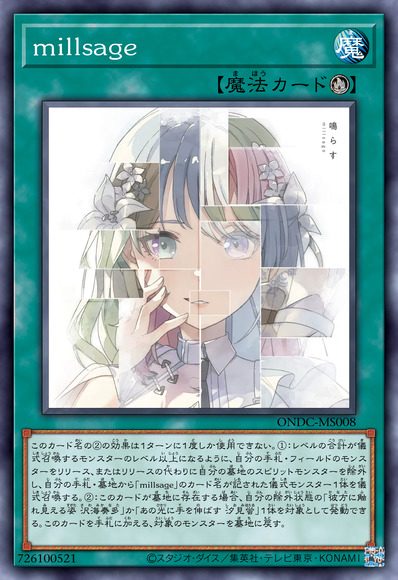 millsage
魔
【魔法カード】
鳴らす
millsage
ONDC-MS008
このカード名の②の効果は1ターンに1度しか使用できない。①:レベルの合計が儀
式召喚するモンスターのレベル以上になるように、自分の手札・フィールドのモンス
ターをリリース、またはリリースの代わりに自分の墓地のスピリットモンスターを除外
し、自分の手札・墓地から「millsage」のカード名が記された儀式モンスター1体を儀
式召喚する。②:このカードが墓地に存在する場合、自分の除外状態の「彼方に触
れ見える姿 沢海奏多」か「あの光に手を伸ばす 汐見皆」1体を対象として発動でき
る。このカードを手札に加える、対象のモンスターを墓地に戻す。
726100521
©スタジオ・ダイス/集英社・テレビ東京・KONAMI